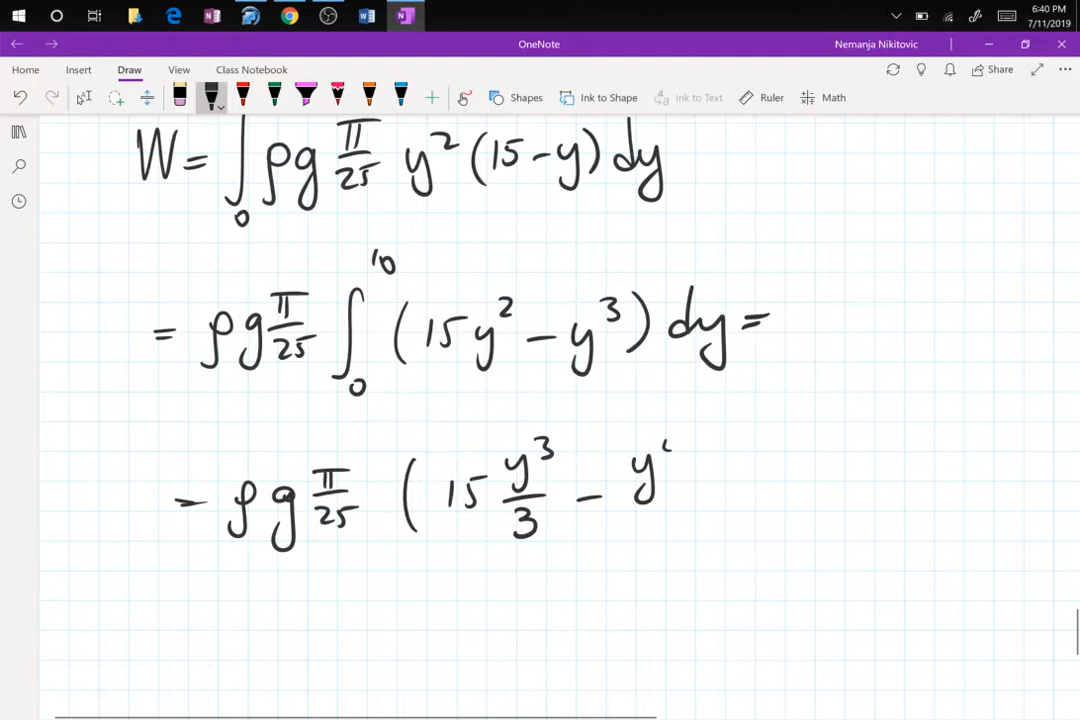 6:40 PM
7/11/2019
OneNote
Nemanja Nikitovic
Home Insert Draw View Class Notebook
Share
Shapes Ink to Shape Ink to Text Ruler Math
W = ∫₀ ρg π/25 y² (15 - y) dy
= ρg π/25 ∫₀¹⁰ (15y² - y³) dy =
= ρg π/25 ( 15 y³/3 - y